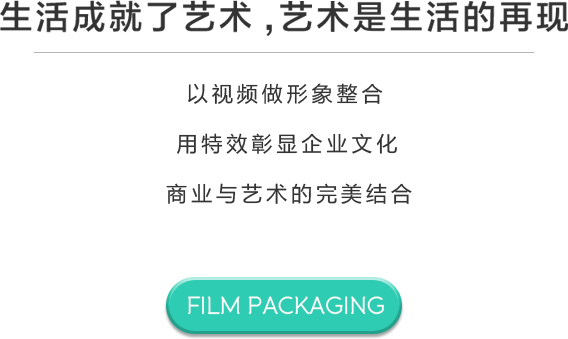 生活成就了艺术，艺术是生活的再现
以视频做形象整合
用特效彰显企业文化
商业与艺术的完美结合
FILM PACKAGING